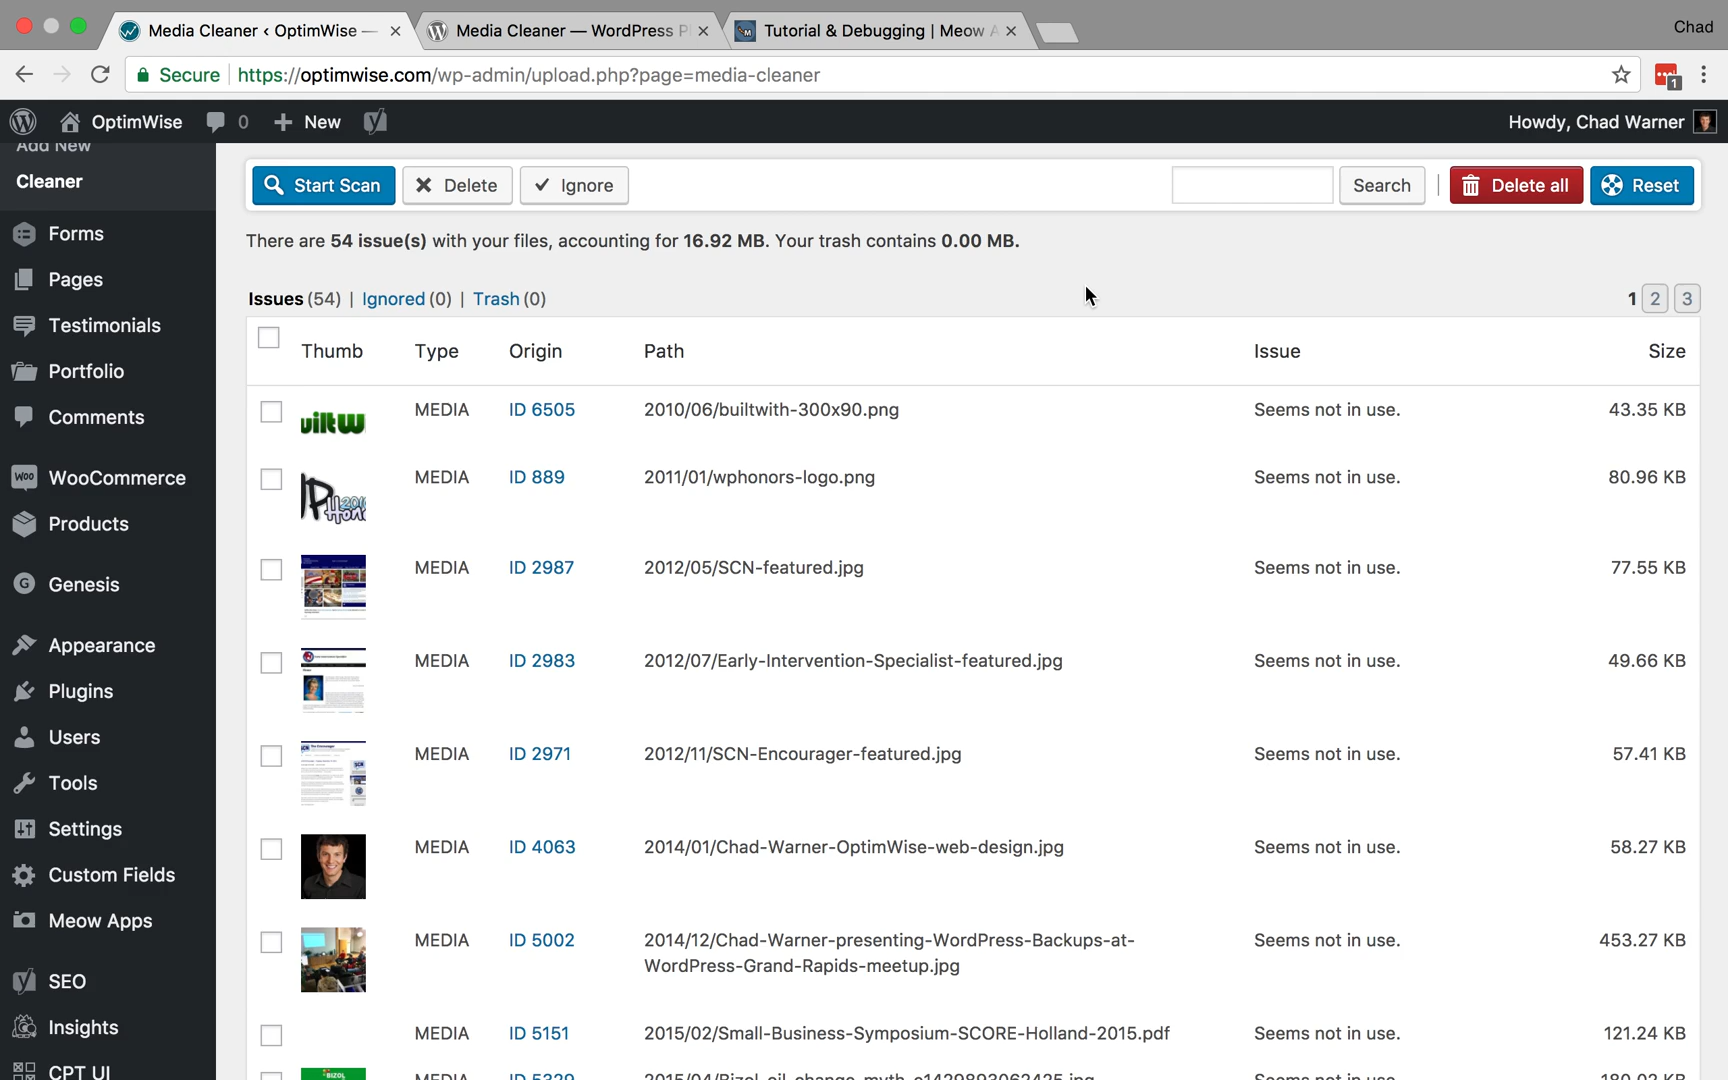 Media Cleaner ‹ OptimWise —
Media Cleaner — WordPress P
Tutorial & Debugging | Meow A
Chad
Secure https://optimwise.com/wp-admin/upload.php?page=media-cleaner
1
OptimWise 0 New
Howdy, Chad Warner
Add New
Cleaner
Forms
Pages
Testimonials
Portfolio
Comments
WooCommerce
Products
Genesis
Appearance
Plugins
Users
Tools
Settings
Custom Fields
Meow Apps
SEO
Insights
CPT UI
Start Scan Delete Ignore Search | Delete all Reset
There are 54 issue(s) with your files, accounting for 16.92 MB. Your trash contains 0.00 MB.
Issues (54) | Ignored (0) | Trash (0) 1 2 3
Thumb Type Origin Path Issue Size
MEDIA ID 6505 2010/06/builtwith-300x90.png Seems not in use. 43.35 KB
MEDIA ID 889 2011/01/wphonors-logo.png Seems not in use. 80.96 KB
MEDIA ID 2987 2012/05/SCN-featured.jpg Seems not in use. 77.55 KB
MEDIA ID 2983 2012/07/Early-Intervention-Specialist-featured.jpg Seems not in use. 49.66 KB
MEDIA ID 2971 2012/11/SCN-Encourager-featured.jpg Seems not in use. 57.41 KB
MEDIA ID 4063 2014/01/Chad-Warner-OptimWise-web-design.jpg Seems not in use. 58.27 KB
MEDIA ID 5002 2014/12/Chad-Warner-presenting-WordPress-Backups-at- Seems not in use. 453.27 KB
WordPress-Grand-Rapids-meetup.jpg
MEDIA ID 5151 2015/02/Small-Business-Symposium-SCORE-Holland-2015.pdf Seems not in use. 121.24 KB
BIZOL MEDIA ID 5329 Seems not in use. 180.02 KB